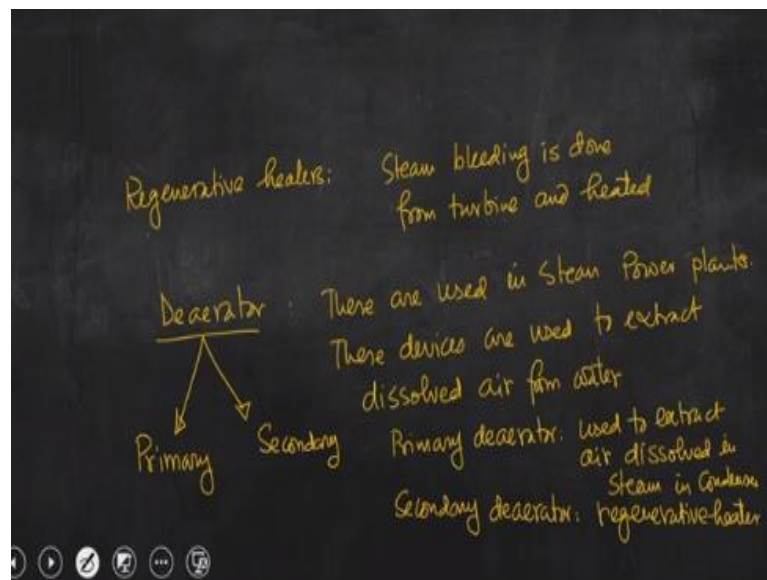 Regenerative heaters: Steam bleeding is done
from turbine and heated
Deaerator : There are used in Steam Power plants.
These devices are used to extract
dissolved air from water
Primary
Secondary
Primary deaerator: used to extract
air dissolved in
Steam in Condenser
Secondary deaerator: regenerative heater